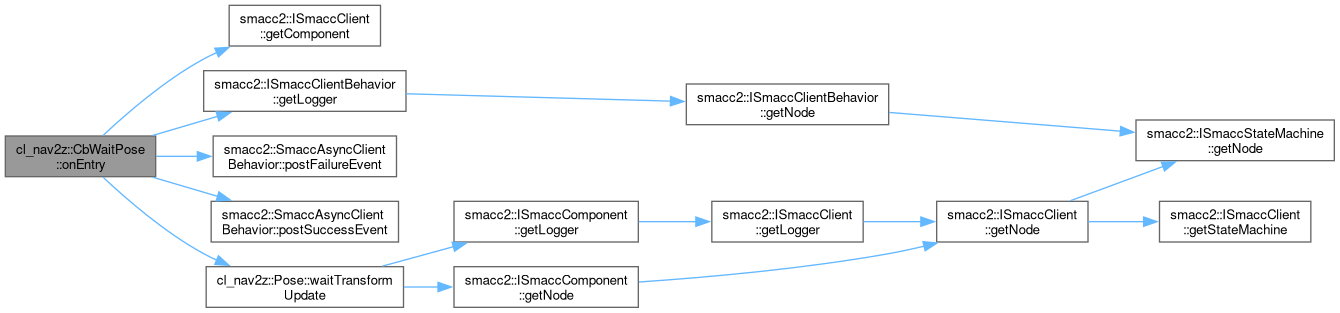 smacc2::ISmaccClient
::getComponent
smacc2::ISmaccClientBehavior
::getLogger
smacc2::ISmaccClientBehavior
::getNode
smacc2::ISmaccStateMachine
::getNode
cl_nav2z::CbWaitPose
::onEntry
smacc2::SmaccAsyncClient
Behavior::postFailureEvent
smacc2::SmaccAsyncClient
Behavior::postSuccessEvent
smacc2::ISmaccComponent
::getLogger
smacc2::ISmaccClient
::getLogger
smacc2::ISmaccClient
::getNode
smacc2::ISmaccClient
::getStateMachine
cl_nav2z::Pose::waitTransform
Update
smacc2::ISmaccComponent
::getNode